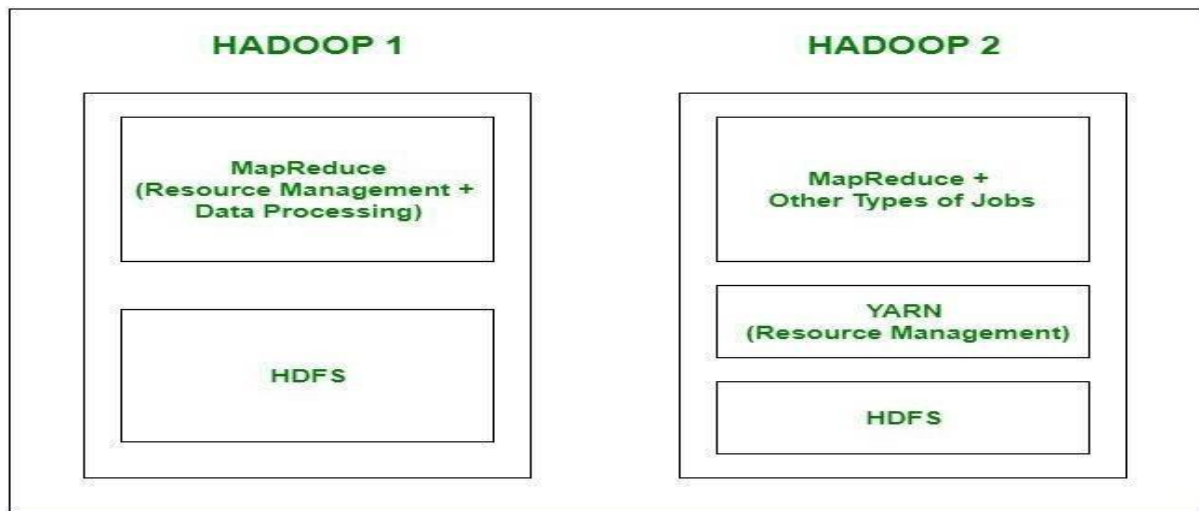 HADOOP 1
MapReduce
(Resource Management +
Data Processing)
HDFS
HADOOP 2
MapReduce +
Other Types of Jobs
YARN
(Resource Management)
HDFS